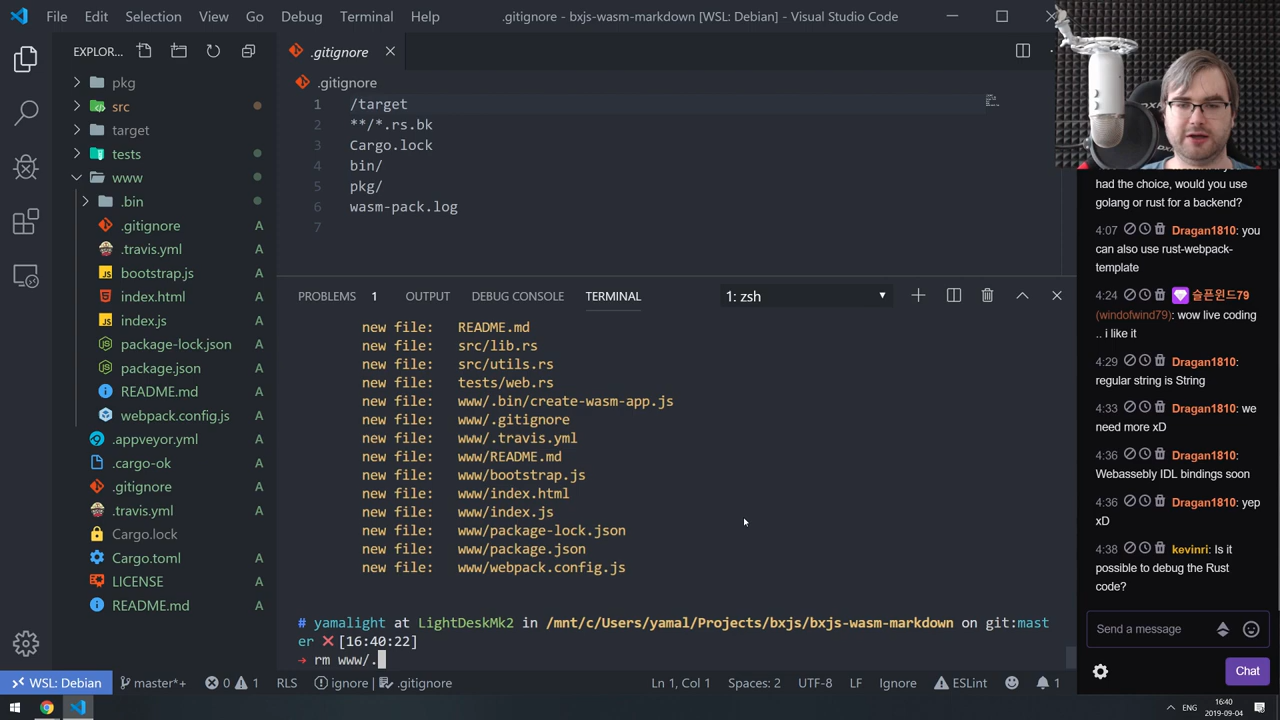 File Edit Selection View Go Debug Terminal Help
.gitignore - bxjs-wasm-markdown [WSL: Debian] - Visual Studio Code
EXPLOR...
pkg
src
target
tests
www
.bin
.gitignore A
.travis.yml A
bootstrap.js A
index.html A
index.js A
package-lock.json A
package.json A
README.md A
webpack.config.js A
.appveyor.yml A
.cargo-ok A
.gitignore A
.travis.yml A
Cargo.lock
Cargo.toml A
LICENSE A
README.md A
.gitignore
.gitignore
1 /target
2 **/*.rs.bk
3 Cargo.lock
4 bin/
5 pkg/
6 wasm-pack.log
7
PROBLEMS 1 OUTPUT DEBUG CONSOLE TERMINAL 1: zsh
new file: README.md
new file: src/lib.rs
new file: src/utils.rs
new file: tests/web.rs
new file: www/.bin/create-wasm-app.js
new file: www/.gitignore
new file: www/.travis.yml
new file: www/README.md
new file: www/bootstrap.js
new file: www/index.html
new file: www/index.js
new file: www/package-lock.json
new file: www/package.json
new file: www/webpack.config.js
# yamalight at LightDeskMk2 in /mnt/c/Users/yamal/Projects/bxjs/bxjs-wasm-markdown on git:mast
er ✗ [16:40:22]
→ rm www/.
WSL: Debian master*+ 0 1 RLS ignore .gitignore Ln 1, Col 1 Spaces: 2 UTF-8 LF Ignore ESLint 1
had the choice, would you use
golang or rust for a backend?
4:07 Dragan1810: you
can also use rust-webpack-
template
4:24 슬픈윈드79
(windofwind79): wow live coding
.. i like it
4:29 Dragan1810:
regular string is String
4:33 Dragan1810: we
need more xD
4:36 Dragan1810:
Webassebly IDL bindings soon
4:36 Dragan1810: yep
xD
4:38 kevinri: Is it
possible to debug the Rust
code?
Send a message
Chat
ENG
16:40
2019-09-04